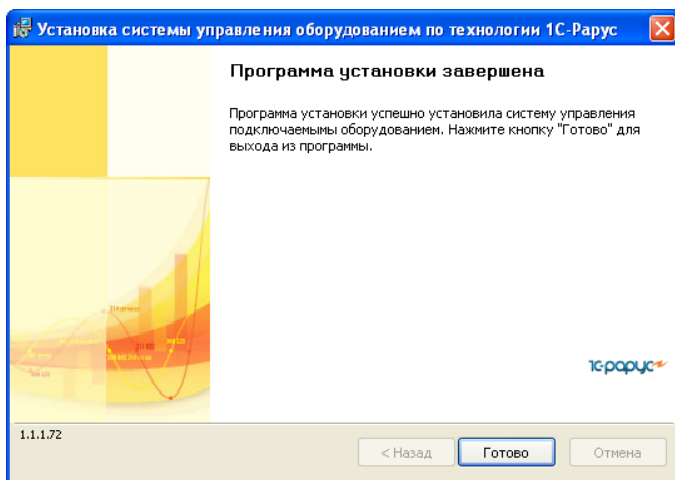 Установка системы управления оборудованием по технологии 1С-Рарус
Программа установки завершена
Программа установки успешно установила систему управления
подключаемымы оборудованием. Нажмите кнопку "Готово" для
выхода из программы.
1С-рарус
1.1.1.72
< Назад
Готово
Отмена